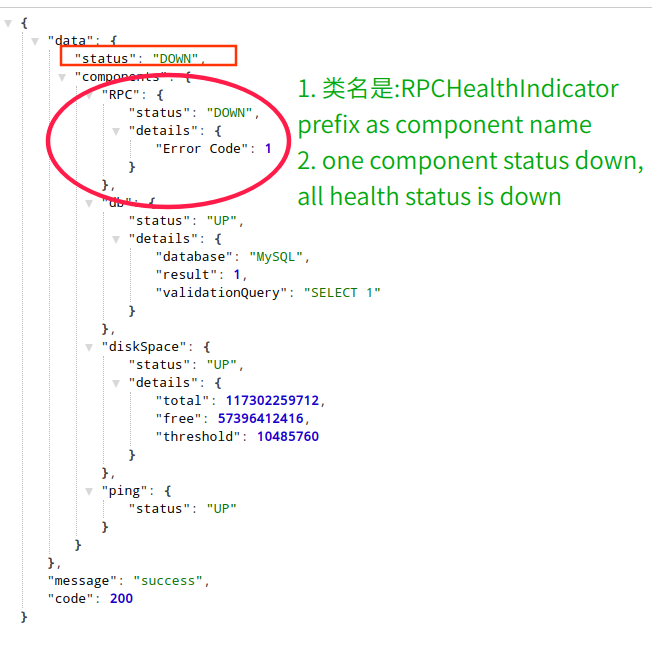 {
"data": {
"status": "DOWN",
"components": {
"RPC": {
"status": "DOWN",
"details": {
"Error Code": 1
}
},
"db": {
"status": "UP",
"details": {
"database": "MySQL",
"result": 1,
"validationQuery": "SELECT 1"
}
},
"diskSpace": {
"status": "UP",
"details": {
"total": 117302259712,
"free": 57396412416,
"threshold": 10485760
}
},
"ping": {
"status": "UP"
}
}
},
"message": "success",
"code": 200
}
1. 类名是:RPCHealthIndicator
prefix as component name
2. one component status down,
all health status is down